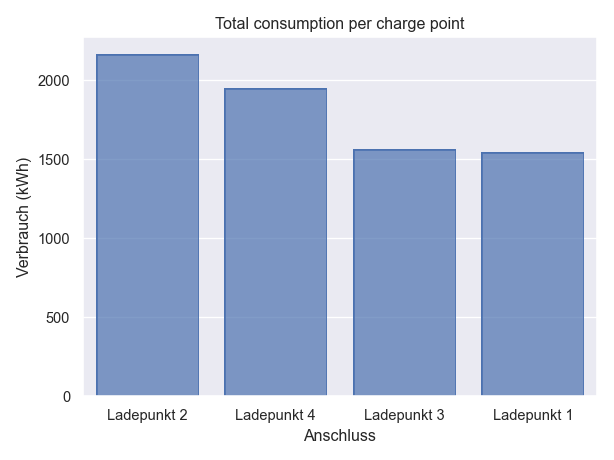 Total consumption per charge point
Verbrauch (kWh)
2000
1500
1000
500
0
Ladepunkt 2
Ladepunkt 4
Ladepunkt 3
Ladepunkt 1
Anschluss